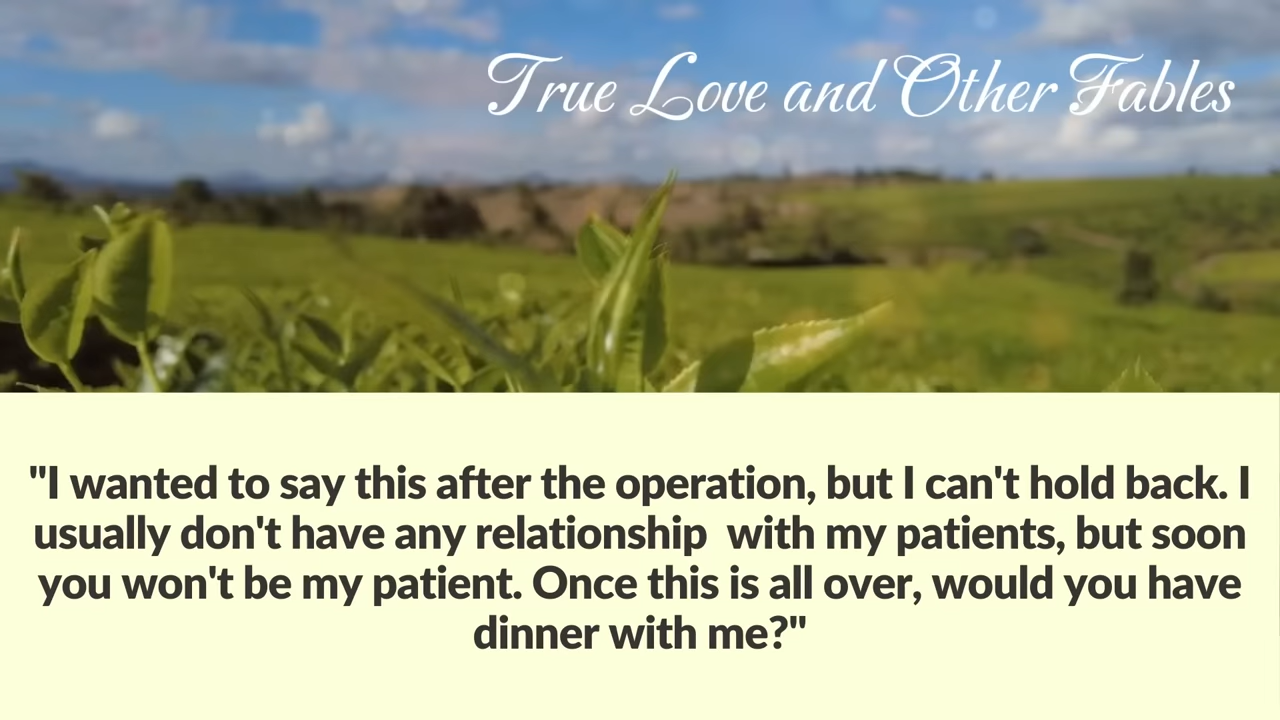 True Love and Other Fables
"I wanted to say this after the operation, but I can't hold back. I
usually don't have any relationship  with my patients, but soon
you won't be my patient. Once this is all over, would you have
dinner with me?"